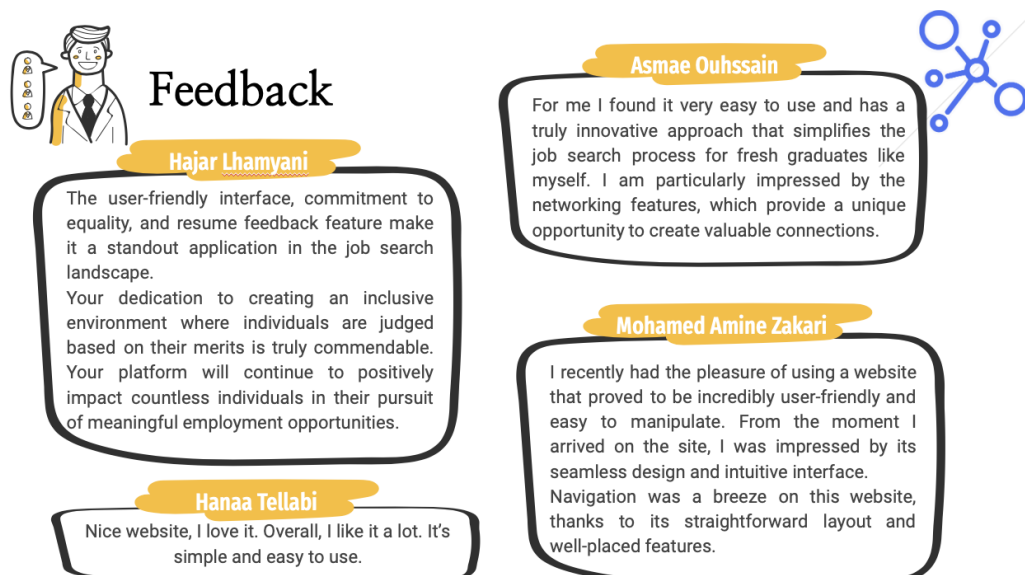 Feedback
Hajar Lhamyani
The user-friendly interface, commitment to
equality, and resume feedback feature make
it a standout application in the job search
landscape.
Your dedication to creating an inclusive
environment where individuals are judged
based on their merits is truly commendable.
Your platform will continue to positively
impact countless individuals in their pursuit
of meaningful employment opportunities.
Hanaa Tellabi
Nice website, I love it. Overall, I like it a lot. It’s
simple and easy to use.
Asmae Ouhssain
For me I found it very easy to use and has a
truly innovative approach that simplifies the
job search process for fresh graduates like
myself. I am particularly impressed by the
networking features, which provide a unique
opportunity to create valuable connections.
Mohamed Amine Zakari
I recently had the pleasure of using a website
that proved to be incredibly user-friendly and
easy to manipulate. From the moment I
arrived on the site, I was impressed by its
seamless design and intuitive interface.
Navigation was a breeze on this website,
thanks to its straightforward layout and
well-placed features.